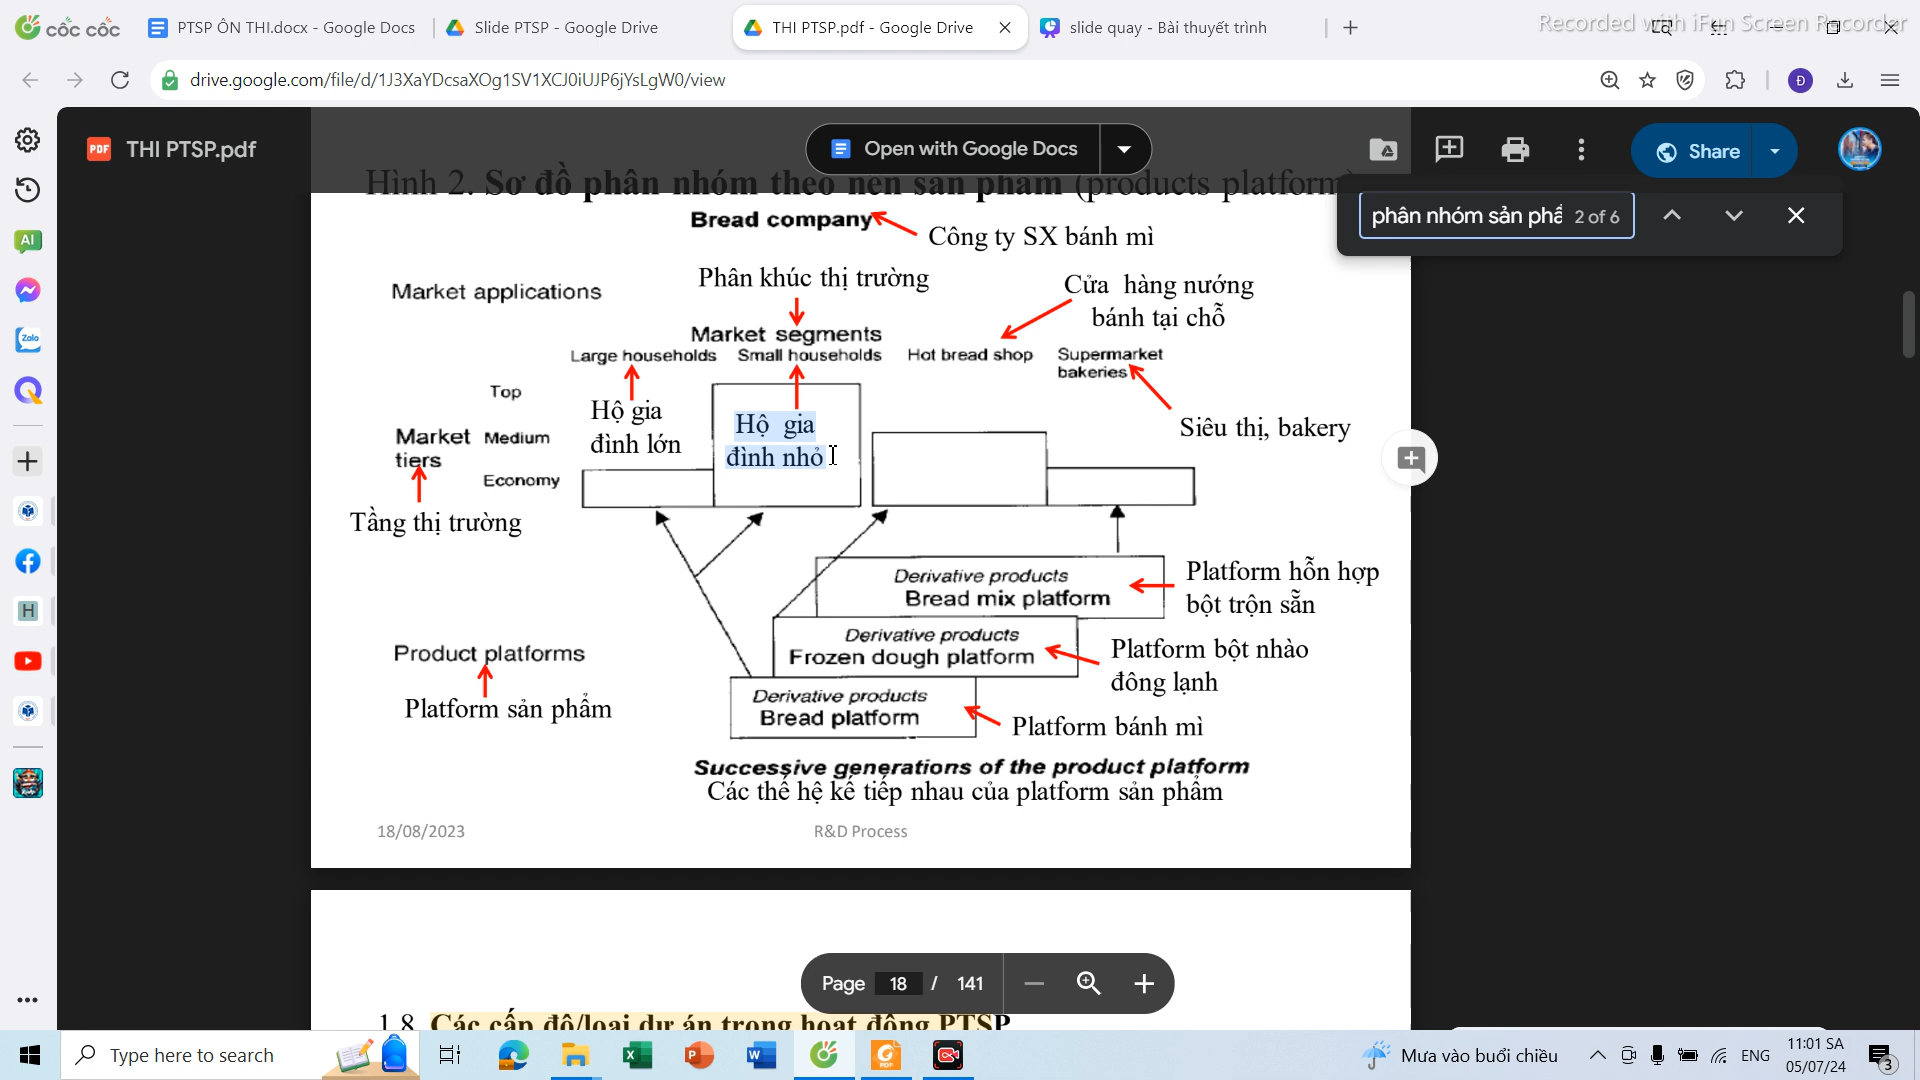 cốc cốc
PTSP ÔN THI.docx - Google Docs
Slide PTSP - Google Drive
THI PTSP.pdf - Google Drive
slide quay - Bài thuyết trình
Recorded with iFun Screen Recorder
drive.google.com/file/d/1J3XaYDcsaXOg1SV1XCJ0iUJP6jYsLgW0/view
Đ
PDF
THI PTSP.pdf
Open with Google Docs
Share
Hình 2. Sơ đồ phân nhóm theo nền sản phẩm (products platform)
phân nhóm sản phẩ
2 of 6
Bread company
Công ty SX bánh mì
Phân khúc thị trường
Cửa hàng nướng
bánh tại chỗ
Market applications
Market segments
Large households
Small households
Hot bread shop
Supermarket
bakeries
Top
Hộ gia
đình lớn
Hộ gia
đình nhỏ
Siêu thị, bakery
Market
tiers
Medium
Economy
Tầng thị trường
Derivative products
Bread mix platform
Platform hỗn hợp
bột trộn sẵn
Derivative products
Frozen dough platform
Platform bột nhào
đông lạnh
Product platforms
Platform sản phẩm
Derivative products
Bread platform
Platform bánh mì
Successive generations of the product platform
Các thế hệ kế tiếp nhau của platform sản phẩm
18/08/2023
R&D Process
Page 18 / 141
1.8. Các cấp độ/loại dự án trong hoạt động PTSP
AI
Zalo
H
Type here to search
Mưa vào buổi chiều
ENG
11:01 SA
05/07/24
3